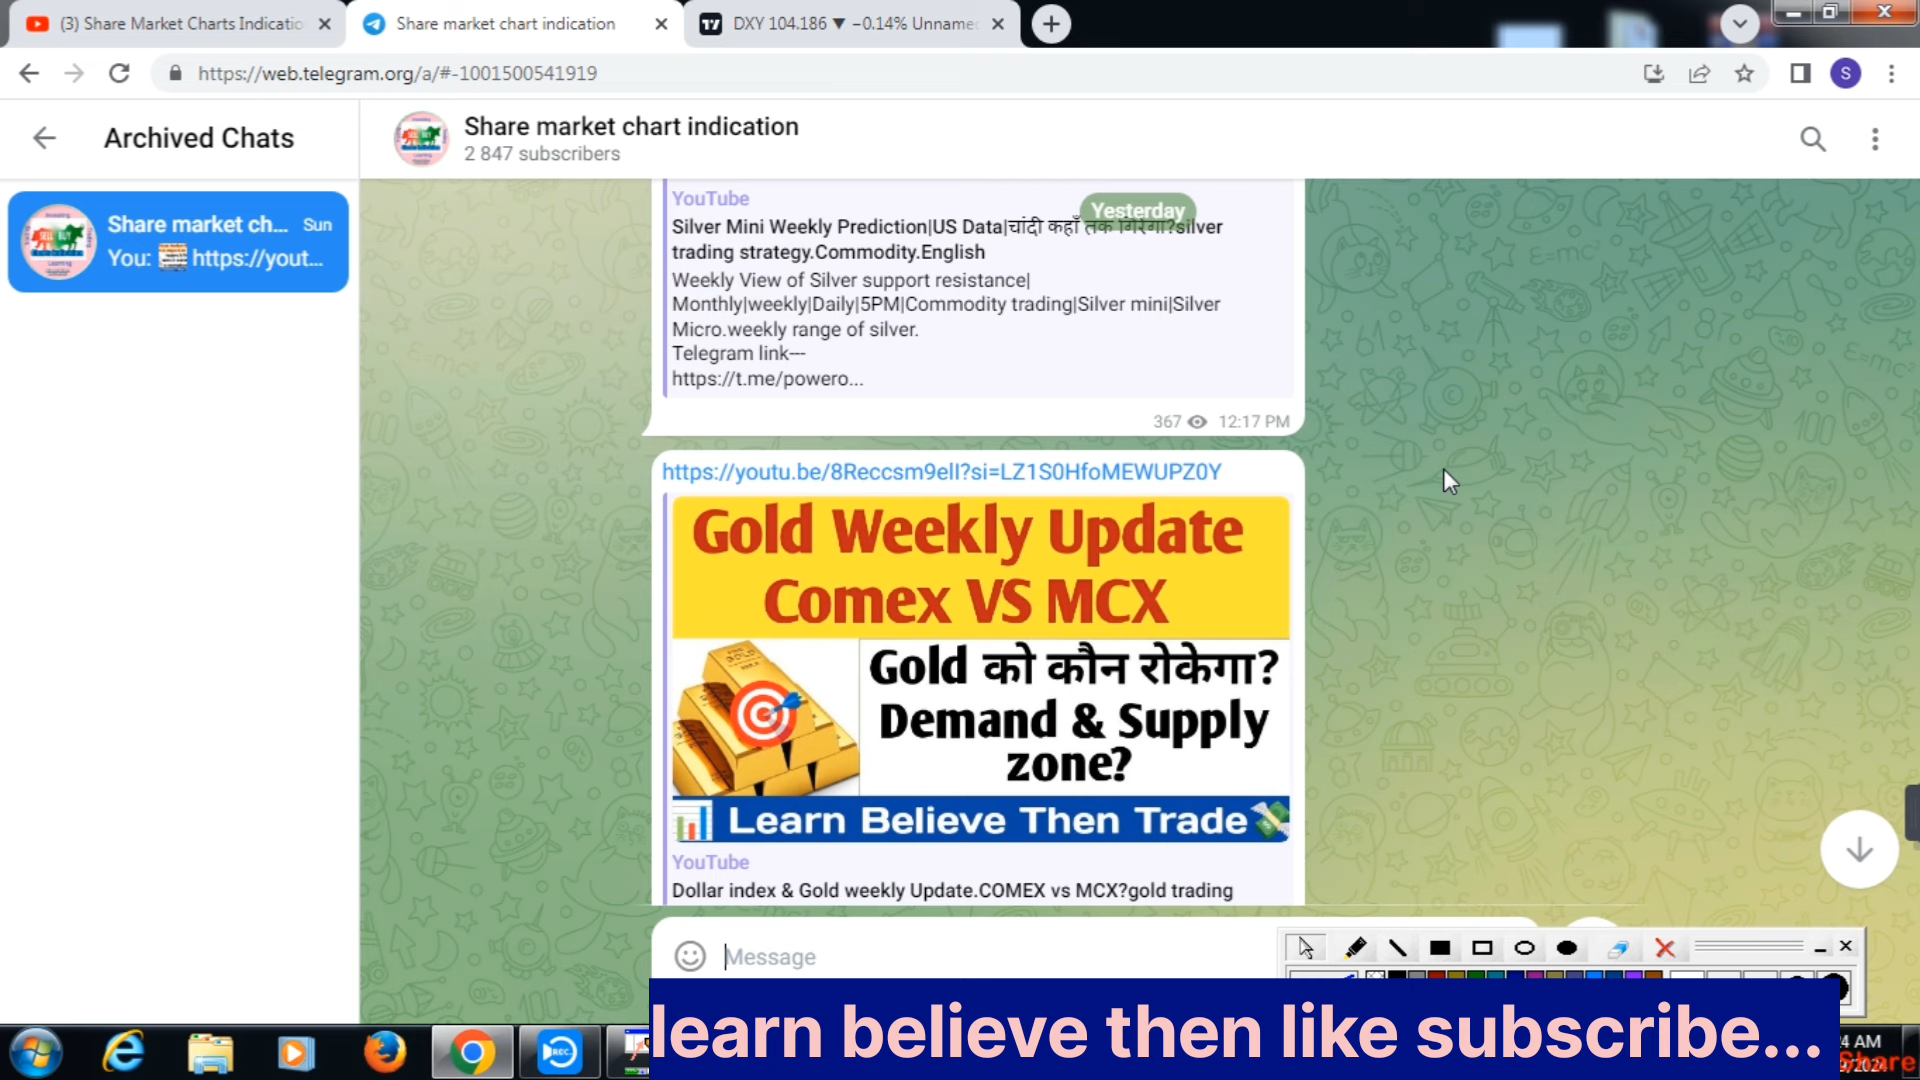 (3) Share Market Charts Indicatio
Share market chart indication
DXY 104.186 ▼ −0.14% Unname
https://web.telegram.org/a/#-1001500541919
S
Archived Chats
Share market chart indication
2 847 subscribers
Share market ch... Sun
You: https://yout...
YouTube
Yesterday
Silver Mini Weekly Prediction|US Data|चांदी कहाँ तक गिरेगा?silver
trading strategy.Commodity.English
Weekly View of Silver support resistance|
Monthly|weekly|Daily|5PM|Commodity trading|Silver mini|Silver
Micro.weekly range of silver.
Telegram link---
https://t.me/powero...
367 12:17 PM
https://youtu.be/8Reccsm9elI?si=LZ1S0HfoMEWUPZ0Y
Gold Weekly Update
Comex VS MCX
Gold को कौन रोकेगा?
Demand & Supply
zone?
Learn Believe Then Trade
YouTube
Dollar index & Gold weekly Update.COMEX vs MCX?gold trading
Message
learn believe then like subscribe...
4 AM
Share